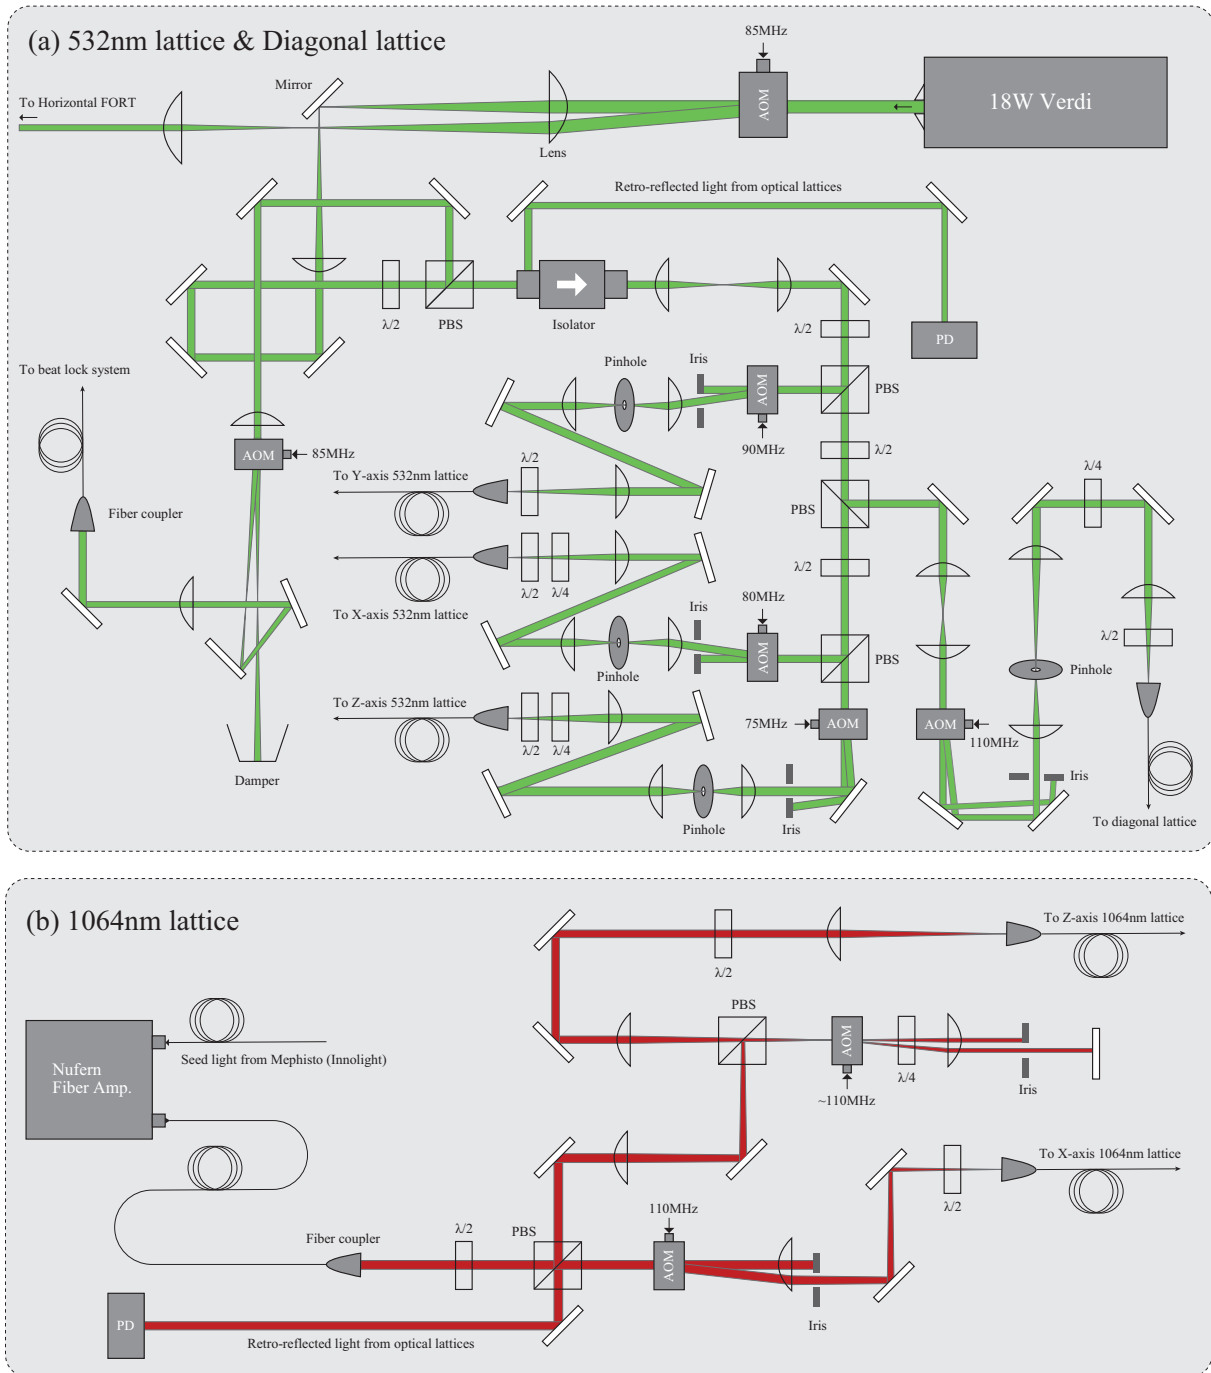 (a) 532nm lattice & Diagonal lattice
85MHz
Mirror
To Horizontal FORT
AOM
18W Verdi
Lens
Retro-reflected light from optical lattices
λ/2
PBS
Isolator
λ/2
PD
To beat lock system
Pinhole
Iris
PBS
AOM
90MHz
λ/2
AOM
85MHz
λ/2
λ/4
To Y-axis 532nm lattice
Fiber coupler
PBS
λ/2
λ/2
λ/4
To X-axis 532nm lattice
80MHz
Iris
λ/2
AOM
PBS
Pinhole
Pinhole
To Z-axis 532nm lattice
75MHz
AOM
AOM
110MHz
λ/2
λ/4
Damper
Iris
Pinhole
Iris
To diagonal lattice
(b) 1064nm lattice
To Z-axis 1064nm lattice
λ/2
PBS
AOM
Seed light from Mephisto (Innolight)
Nufern
Fiber Amp.
λ/4
Iris
~110MHz
To X-axis 1064nm lattice
110MHz
λ/2
Fiber coupler
λ/2
PBS
AOM
PD
Iris
Retro-reflected light from optical lattices